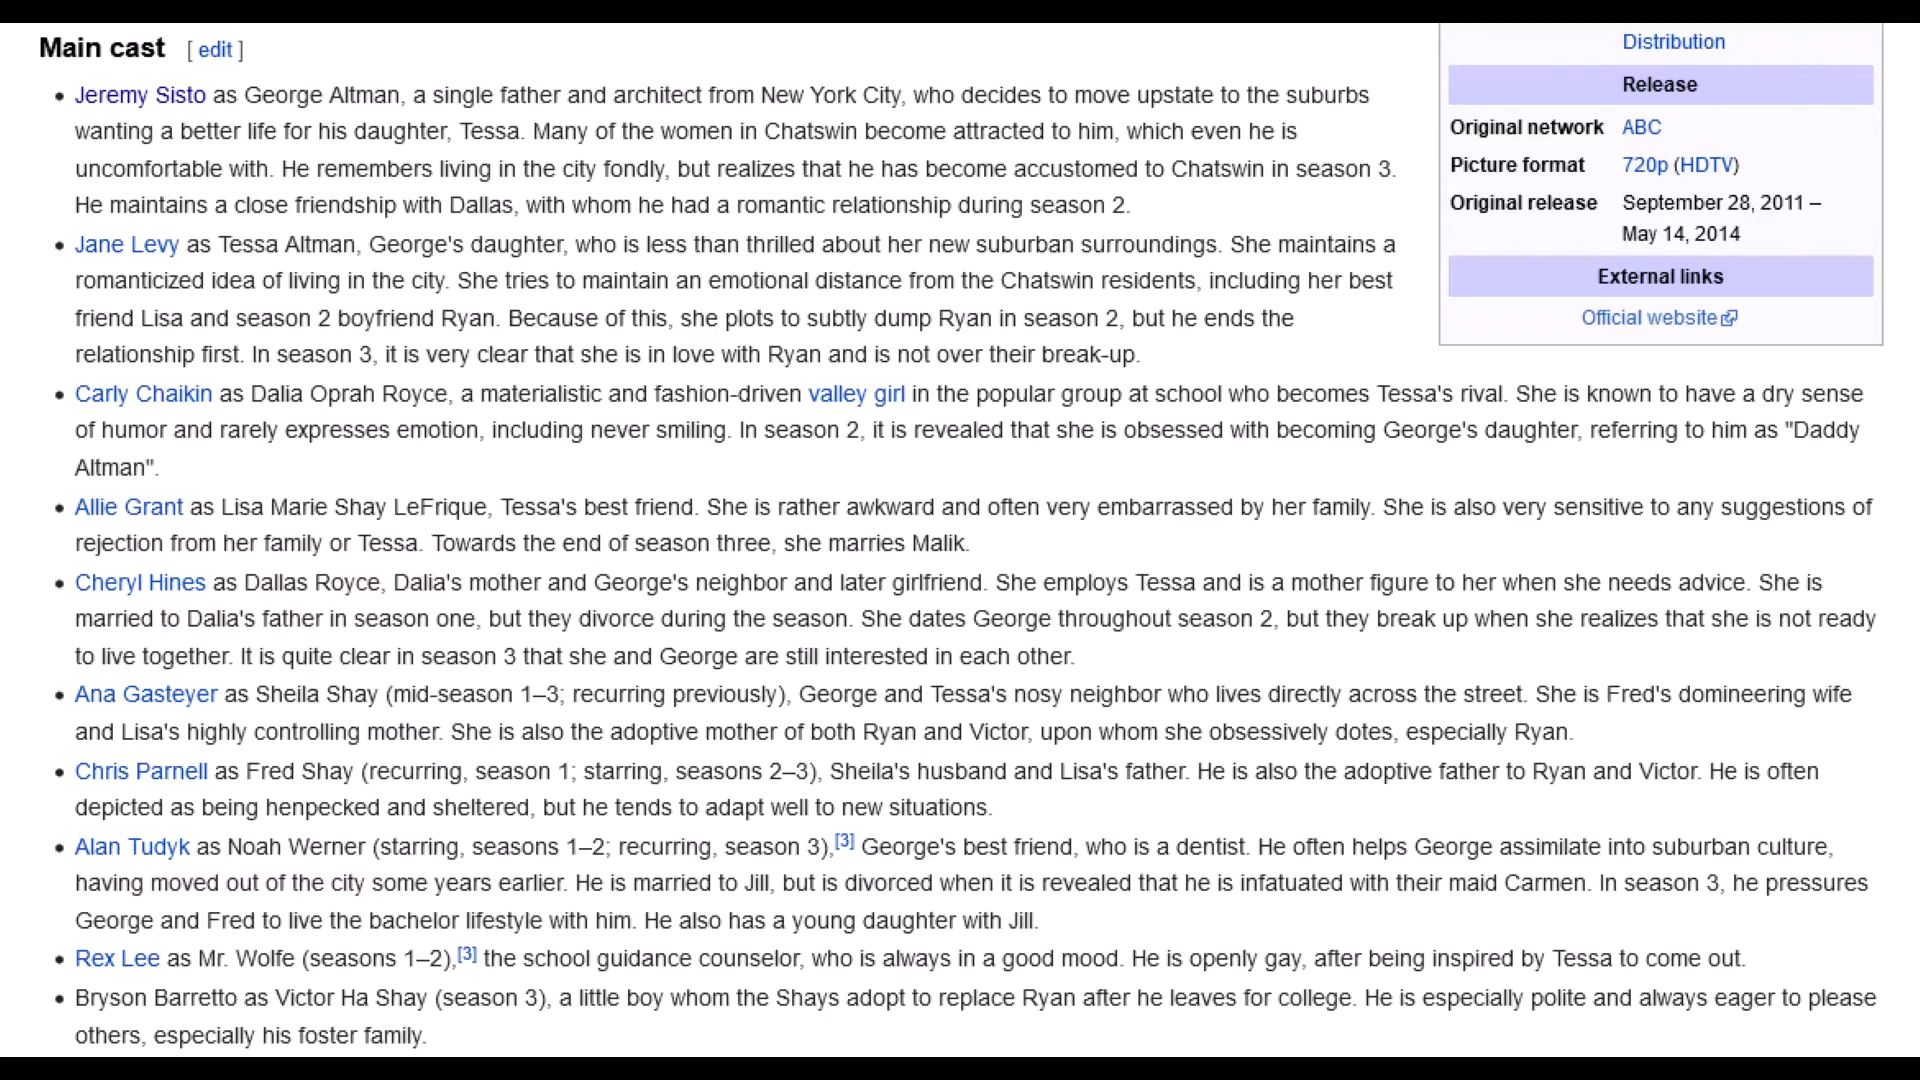 Main cast [ edit ]
• Jeremy Sisto as George Altman, a single father and architect from New York City, who decides to move upstate to the suburbs
wanting a better life for his daughter, Tessa. Many of the women in Chatswin become attracted to him, which even he is
uncomfortable with. He remembers living in the city fondly, but realizes that he has become accustomed to Chatswin in season 3.
He maintains a close friendship with Dallas, with whom he had a romantic relationship during season 2.
• Jane Levy as Tessa Altman, George's daughter, who is less than thrilled about her new suburban surroundings. She maintains a
romanticized idea of living in the city. She tries to maintain an emotional distance from the Chatswin residents, including her best
friend Lisa and season 2 boyfriend Ryan. Because of this, she plots to subtly dump Ryan in season 2, but he ends the
relationship first. In season 3, it is very clear that she is in love with Ryan and is not over their break-up.
• Carly Chaikin as Dalia Oprah Royce, a materialistic and fashion-driven valley girl in the popular group at school who becomes Tessa's rival. She is known to have a dry sense
of humor and rarely expresses emotion, including never smiling. In season 2, it is revealed that she is obsessed with becoming George's daughter, referring to him as "Daddy
Altman".
• Allie Grant as Lisa Marie Shay LeFrique, Tessa's best friend. She is rather awkward and often very embarrassed by her family. She is also very sensitive to any suggestions of
rejection from her family or Tessa. Towards the end of season three, she marries Malik.
• Cheryl Hines as Dallas Royce, Dalia's mother and George's neighbor and later girlfriend. She employs Tessa and is a mother figure to her when she needs advice. She is
married to Dalia's father in season one, but they divorce during the season. She dates George throughout season 2, but they break up when she realizes that she is not ready
to live together. It is quite clear in season 3 that she and George are still interested in each other.
• Ana Gasteyer as Sheila Shay (mid-season 1–3; recurring previously), George and Tessa's nosy neighbor who lives directly across the street. She is Fred's domineering wife
and Lisa's highly controlling mother. She is also the adoptive mother of both Ryan and Victor, upon whom she obsessively dotes, especially Ryan.
• Chris Parnell as Fred Shay (recurring, season 1; starring, seasons 2–3), Sheila's husband and Lisa's father. He is also the adoptive father to Ryan and Victor. He is often
depicted as being henpecked and sheltered, but he tends to adapt well to new situations.
• Alan Tudyk as Noah Werner (starring, seasons 1–2; recurring, season 3),[3] George's best friend, who is a dentist. He often helps George assimilate into suburban culture,
having moved out of the city some years earlier. He is married to Jill, but is divorced when it is revealed that he is infatuated with their maid Carmen. In season 3, he pressures
George and Fred to live the bachelor lifestyle with him. He also has a young daughter with Jill.
• Rex Lee as Mr. Wolfe (seasons 1–2),[3] the school guidance counselor, who is always in a good mood. He is openly gay, after being inspired by Tessa to come out.
• Bryson Barretto as Victor Ha Shay (season 3), a little boy whom the Shays adopt to replace Ryan after he leaves for college. He is especially polite and always eager to please
others, especially his foster family.
Distribution
Release
Original network ABC
Picture format 720p (HDTV)
Original release September 28, 2011 –
May 14, 2014
External links
Official website